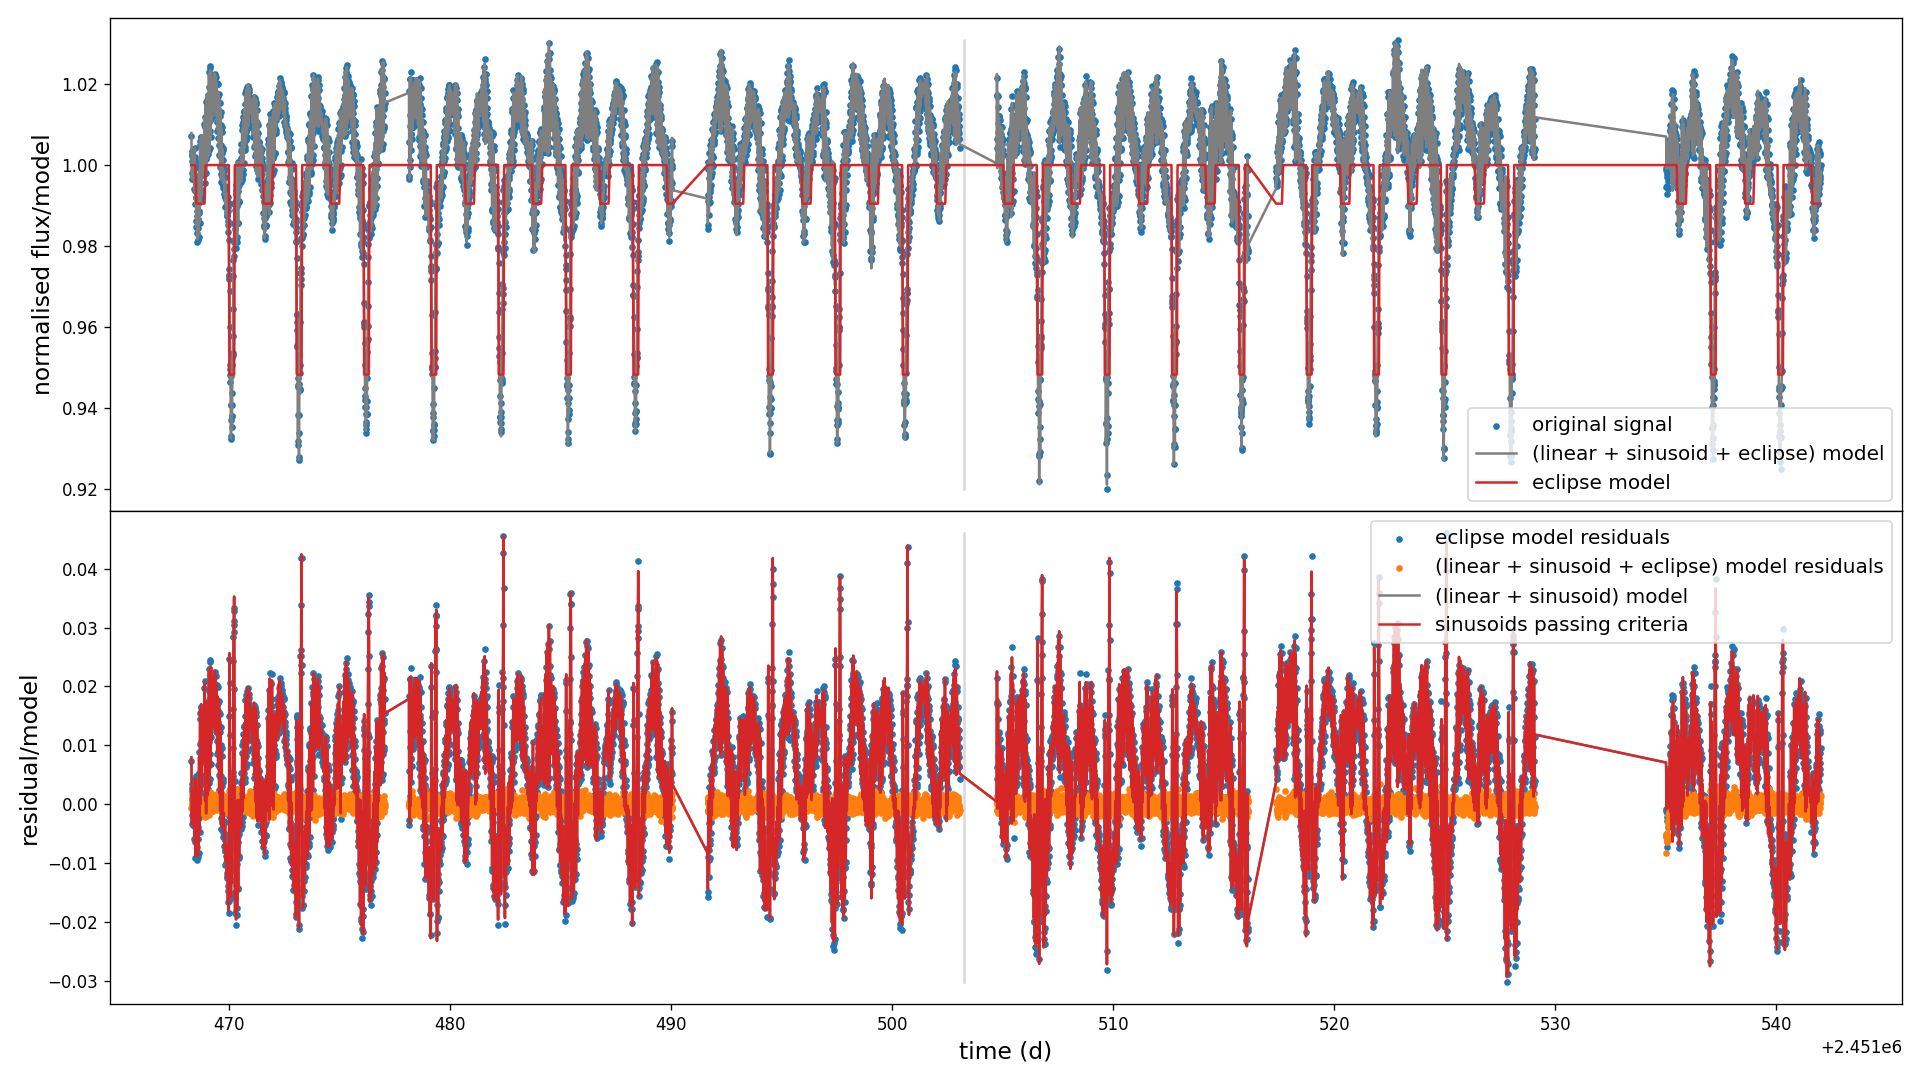 normalised flux/model
1.02
1.00
0.98
0.96
0.94
0.92
original signal
(linear + sinusoid + eclipse) model
eclipse model
residual/model
0.04
0.03
0.02
0.01
0.00
−0.01
−0.02
−0.03
eclipse model residuals
(linear + sinusoid + eclipse) model residuals
(linear + sinusoid) model
sinusoids passing criteria
470 480 490 500 510 520 530 540
time (d)
+2.451e6